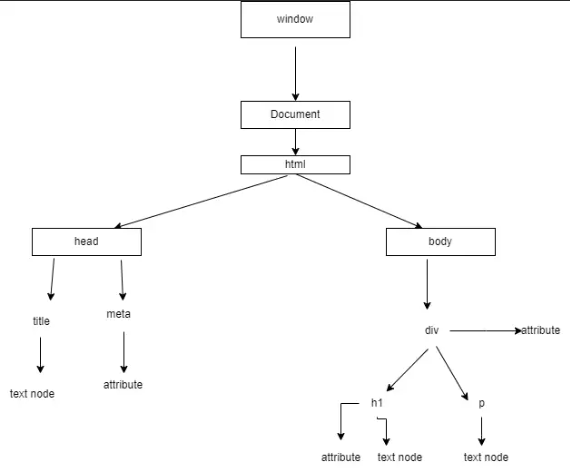 window
Document
html
head
body
title
meta
div
attribute
text node
attribute
h1
p
attribute
text node
text node